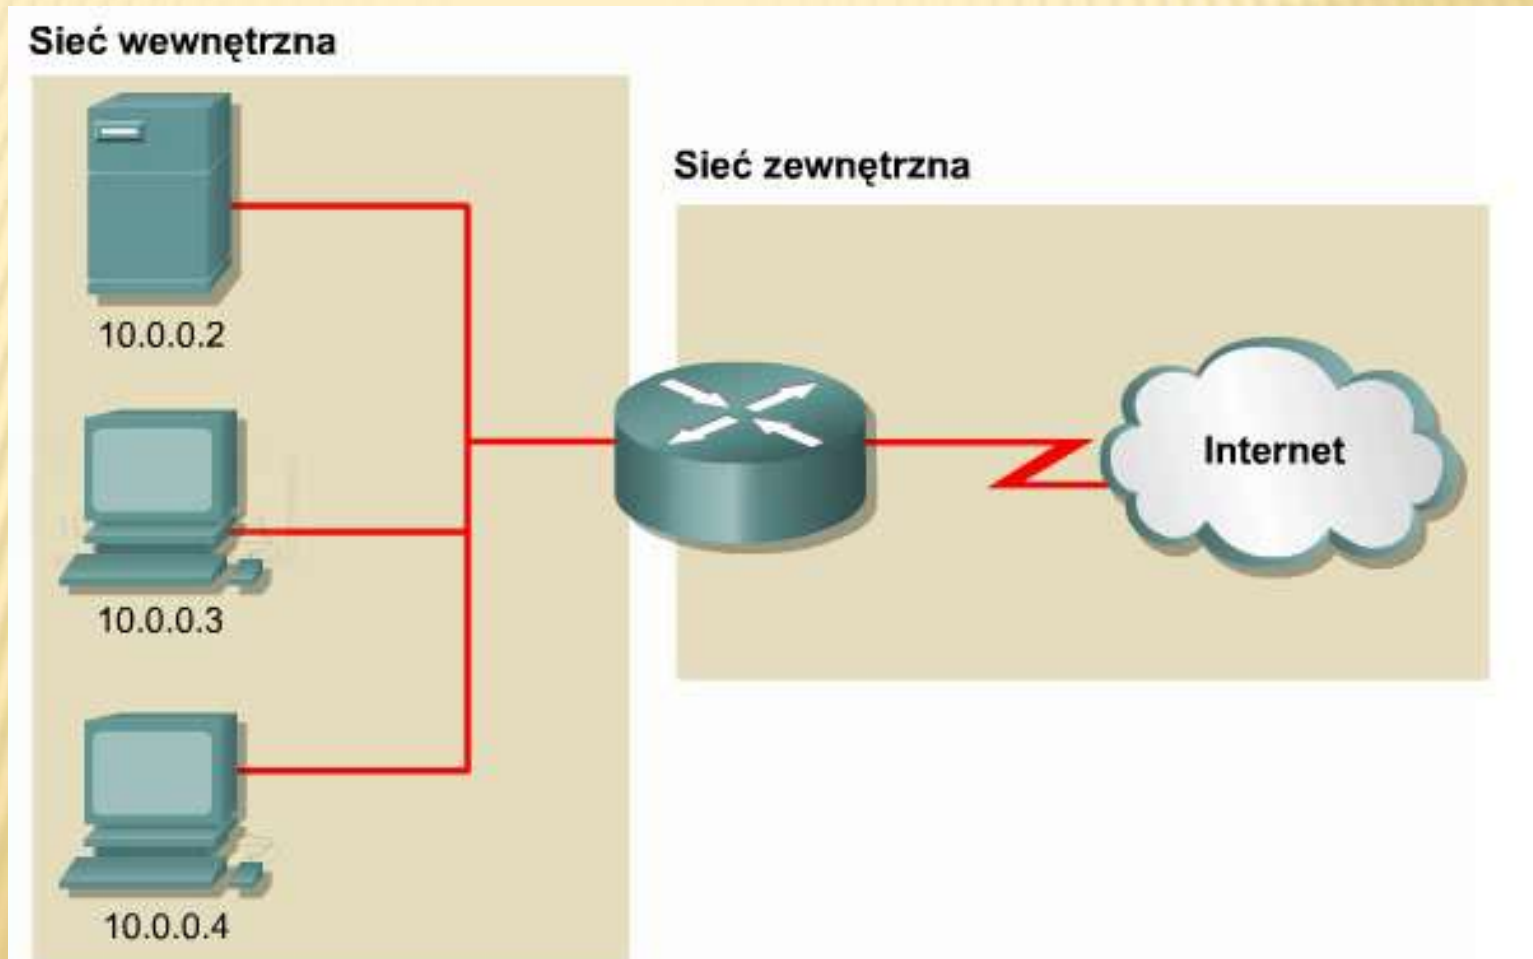 Sieć wewnętrzna
Sieć zewnętrzna
10.0.0.2
Internet
10.0.0.3
10.0.0.4